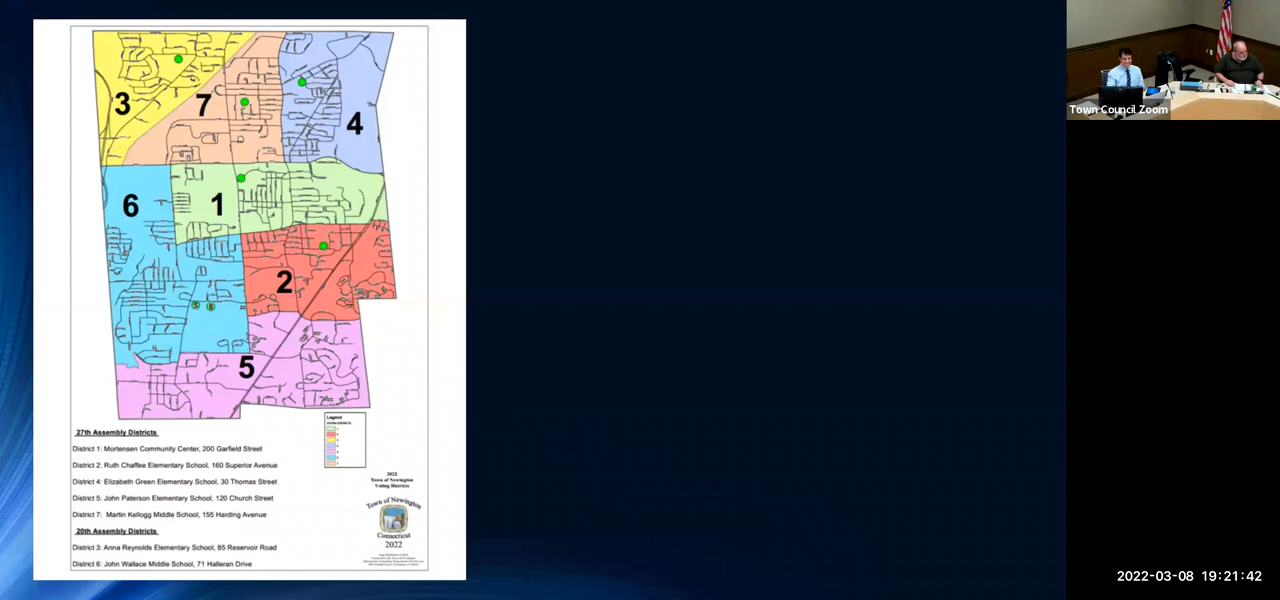 3
7
4
6
1
2
5 6
5
27th Assembly Districts
District 1: Mortensen Community Center, 200 Garfield Street
District 2: Ruth Chaffee Elementary School, 160 Superior Avenue
District 4: Elizabeth Green Elementary School, 30 Thomas Street
District 5: John Paterson Elementary School, 120 Church Street
District 7: Martin Kellogg Middle School, 155 Harding Avenue
20th Assembly Districts
District 3: Anna Reynolds Elementary School, 85 Reservoir Road
District 6: John Wallace Middle School, 71 Halleran Drive
Legend
2022
Town of Newington
Voting Districts
Town of Newington
Connecticut
2022
Town Council Zoom
2022-03-08 19:21:42